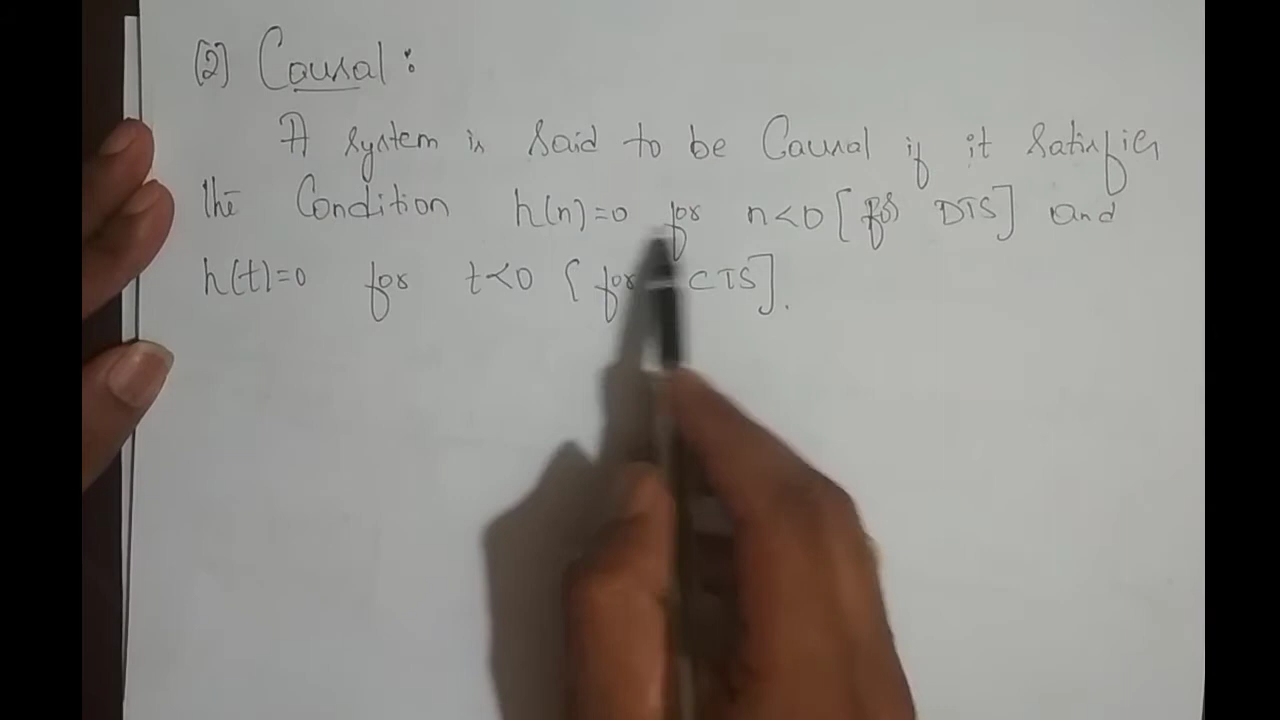 (2) Causal :
A system is said to be Causal if it satisfies
the Condition h(n)=0 for n<0 [for DTS] and
h(t)=0 for t<0 [for CTS].